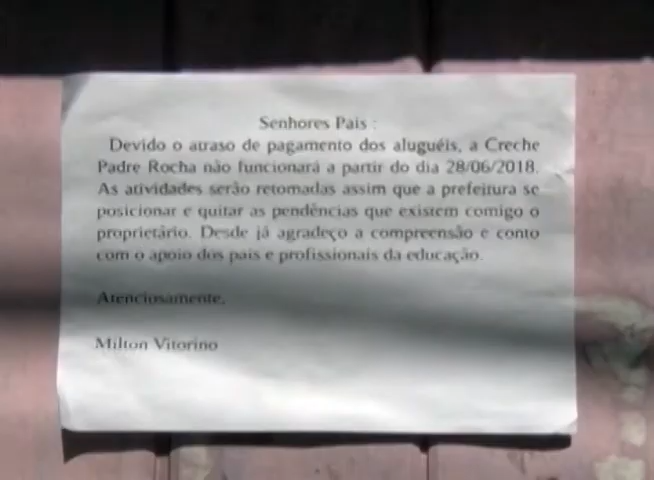 Senhores Pais :
Devido o atraso de pagamento dos aluguéis, a Creche
Padre Rocha não funcionará a partir do dia 28/06/2018.
As atividades serão retomadas assim que a prefeitura se
posicionar e quitar as pendências que existem comigo o
proprietário. Desde já agradeço a compreensão e conto
com o apoio dos pais e profissionais da educação.
Atenciosamente.
Milton Vitorino